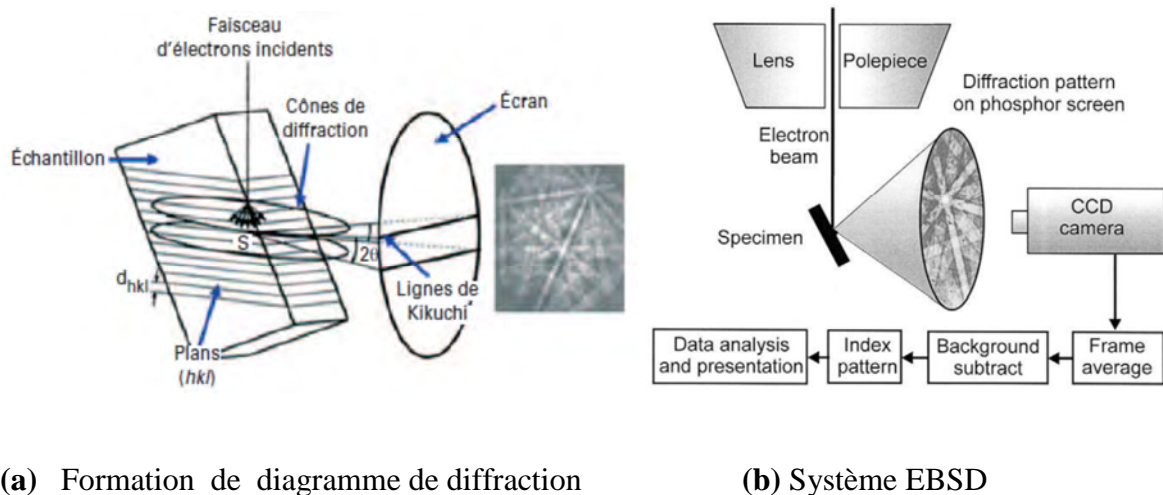 Faisceau
d'électrons incidents
Cônes de
diffraction
Écran
Échantillon
S
2θ
d_hkl
Lignes de
Kikuchi
Plans
(hkl)
Lens
Polepiece
Diffraction pattern
on phosphor screen
Electron
beam
Specimen
CCD
camera
Data analysis
and presentation
Index
pattern
Background
subtract
Frame
average
(a) Formation de diagramme de diffraction
(b) Système EBSD